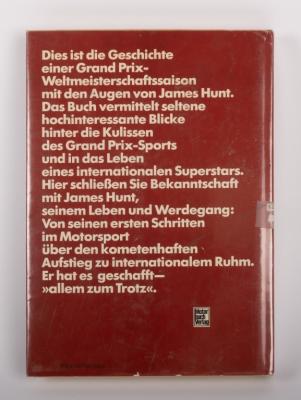 Dies ist die Geschichte
einer Grand Prix-
Weltmeisterschaftssaison
mit den Augen von James Hunt.
Das Buch vermittelt seltene
hochinteressante Blicke
hinter die Kulissen
des Grand Prix-Sports
und in das Leben
eines internationalen Superstars.
Hier schließen Sie Bekanntschaft
mit James Hunt,
seinem Leben und Werdegang:
Von seinen ersten Schritten
im Motorsport
über den kometenhaften
Aufstieg zu internationalem Ruhm.
Er hat es geschafft—
»allem zum Trotz«.
Motor
buch
Verlag